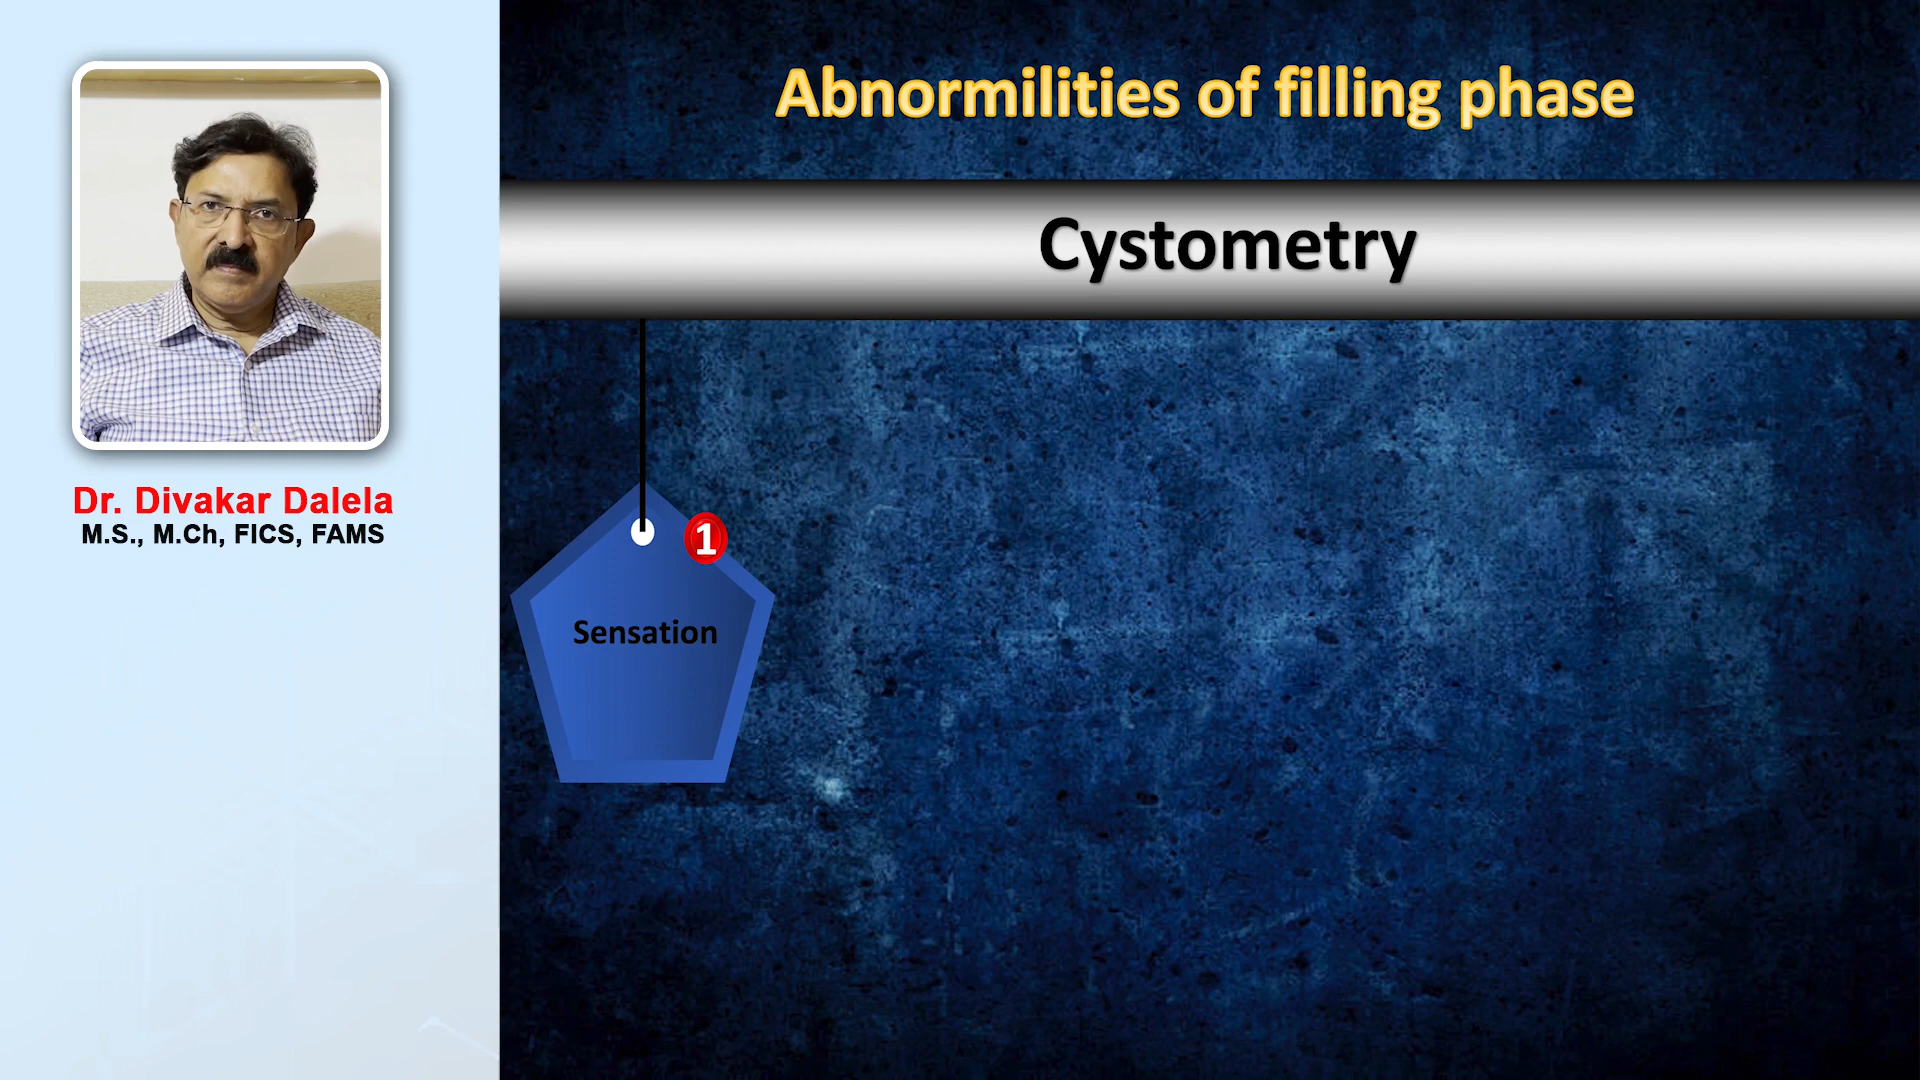 Dr. Divakar Dalela
M.S., M.Ch, FICS, FAMS
Abnormilities of filling phase
Cystometry
1
Sensation